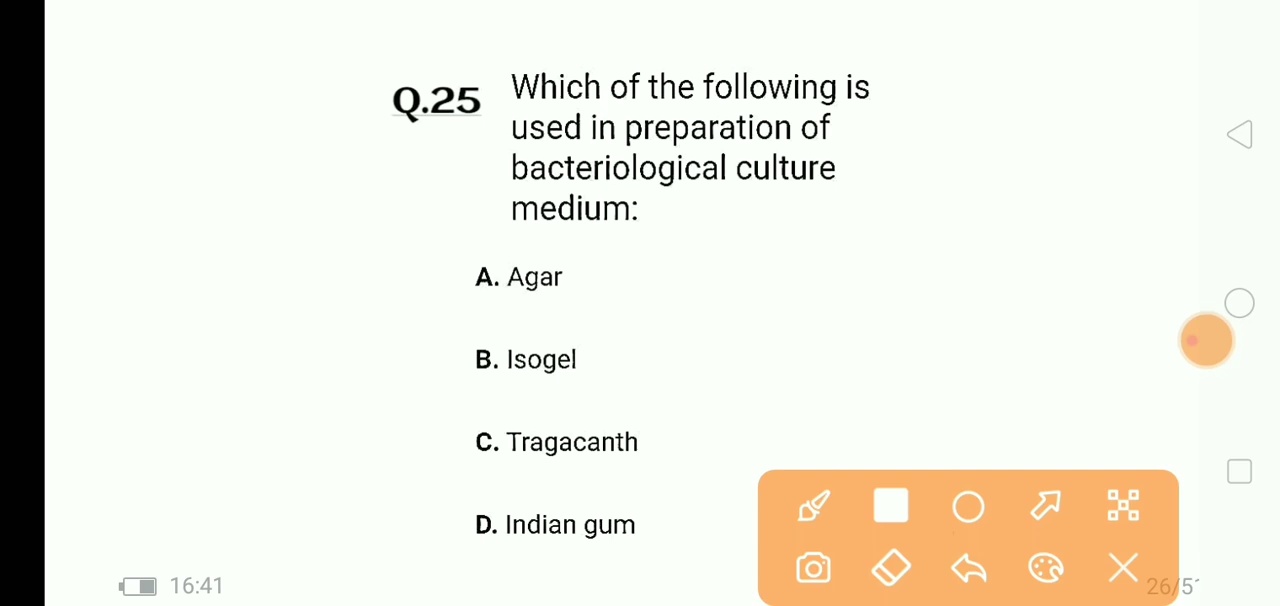 Q.25 Which of the following is
used in preparation of
bacteriological culture
medium:
A. Agar
B. Isogel
C. Tragacanth
D. Indian gum
16:41
26/51